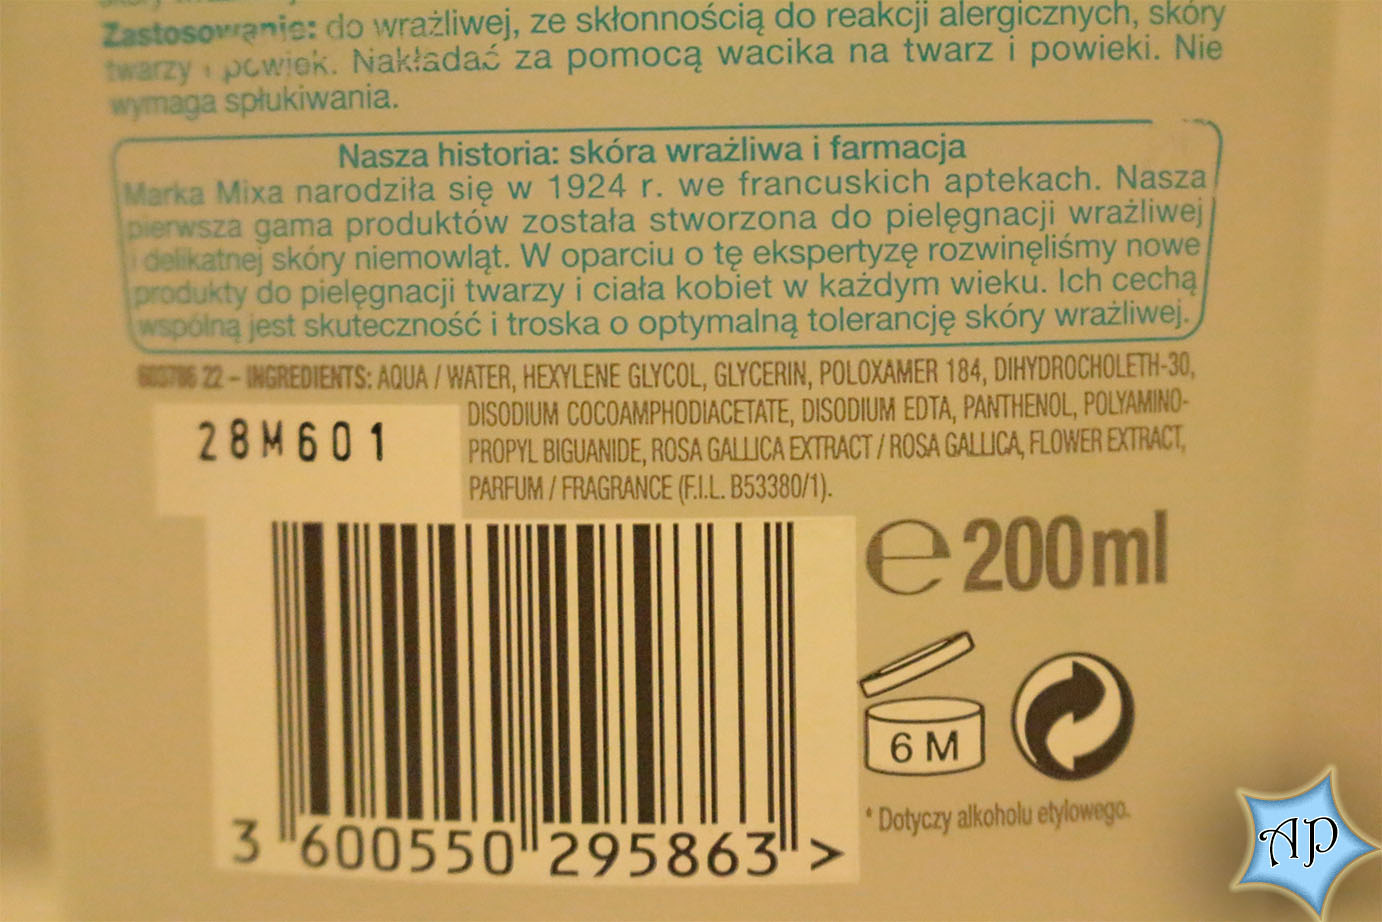 Zastosowanie: do wrażliwej, ze skłonnością do reakcji alergicznych, skóry
twarzy i powiek. Nakładać za pomocą wacika na twarz i powieki. Nie
wymaga spłukiwania.
Nasza historia: skóra wrażliwa i farmacja
Marka Mixa narodziła się w 1924 r. we francuskich aptekach. Nasza
pierwsza gama produktów została stworzona do pielęgnacji wrażliwej
i delikatnej skóry niemowląt. W oparciu o tę ekspertyzę rozwinęliśmy nowe
produkty do pielęgnacji twarzy i ciała kobiet w każdym wieku. Ich cechą
wspólną jest skuteczność i troska o optymalną tolerancję skóry wrażliwej.
22 - INGREDIENTS: AQUA / WATER, HEXYLENE GLYCOL, GLYCERIN, POLOXAMER 184, DIHYDROCHOLETH-30,
DISODIUM COCOAMPHODIACETATE, DISODIUM EDTA, PANTHENOL, POLYAMINO-
PROPYL BIGUANIDE, ROSA GALLICA EXTRACT / ROSA GALLICA, FLOWER EXTRACT,
PARFUM / FRAGRANCE (F.I.L. B53380/1).
28M601
e 200ml
6 M
* Dotyczy alkoholu etylowego.
3 600550 295863 >
AP